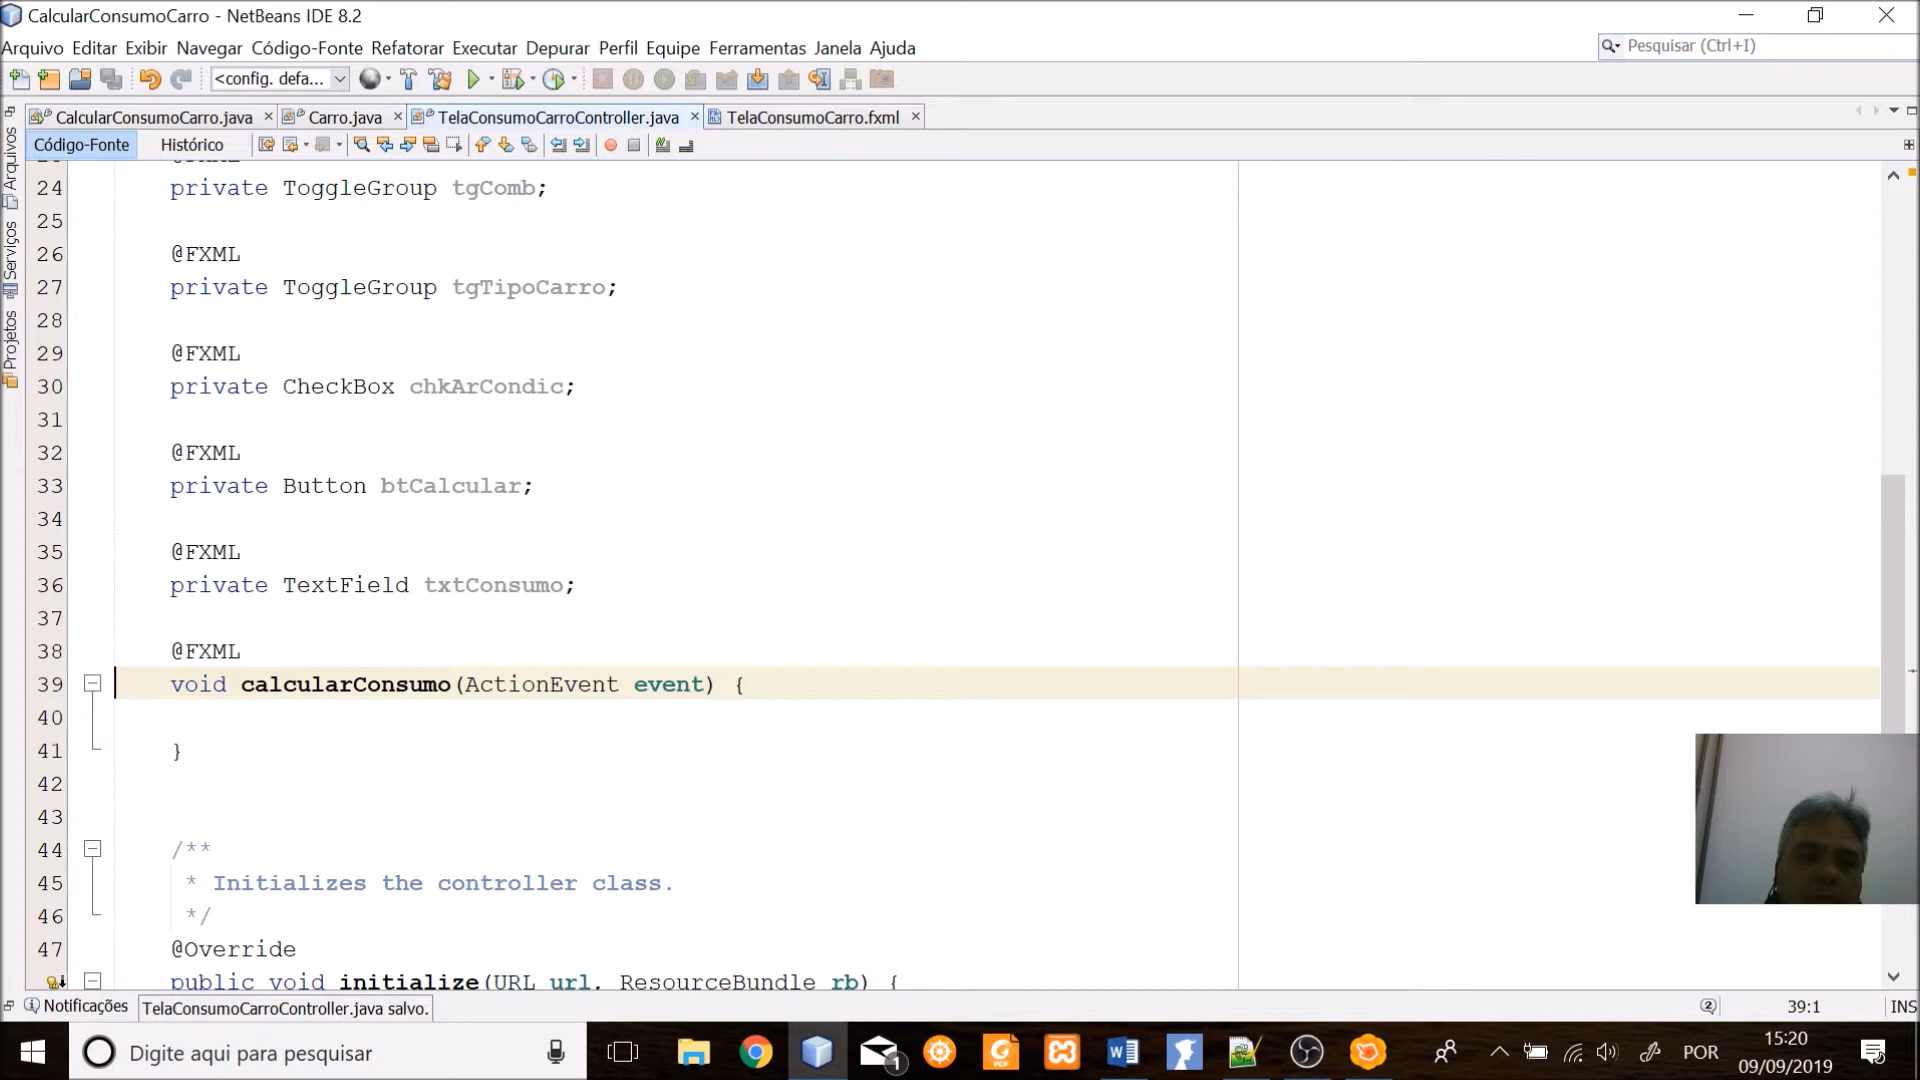 CalcularConsumoCarro - NetBeans IDE 8.2
Arquivo Editar Exibir Navegar Código-Fonte Refatorar Executar Depurar Perfil Equipe Ferramentas Janela Ajuda
Pesquisar (Ctrl+I)
<config. defa...
CalcularConsumoCarro.java Carro.java TelaConsumoCarroController.java TelaConsumoCarro.fxml
Código-Fonte Histórico
Arquivos
Serviços
Projetos
24 private ToggleGroup tgComb;
25
26 @FXML
27 private ToggleGroup tgTipoCarro;
28
29 @FXML
30 private CheckBox chkArCondic;
31
32 @FXML
33 private Button btCalcular;
34
35 @FXML
36 private TextField txtConsumo;
37
38 @FXML
39 void calcularConsumo(ActionEvent event) {
40
41 }
42
43
44 /**
45 * Initializes the controller class.
46 */
47 @Override
public void initialize(URL url, ResourceBundle rb) {
Notificações TelaConsumoCarroController.java salvo. 2 39:1 INS
Digite aqui para pesquisar 1 POR 15:20
09/09/2019